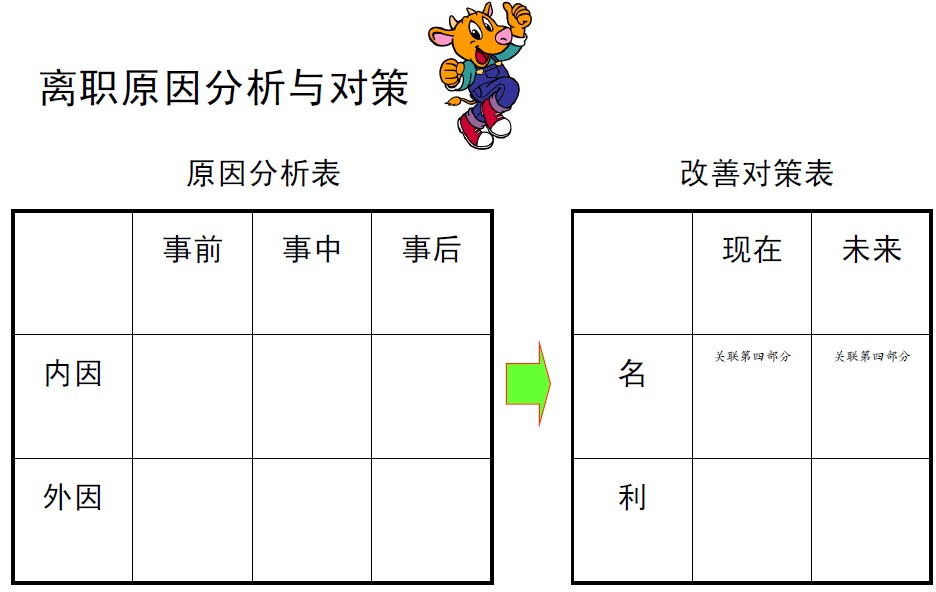 离职原因分析与对策
原因分析表
改善对策表
事前 事中 事后
现在 未来
内因
名 关联第四部分 关联第四部分
外因
利